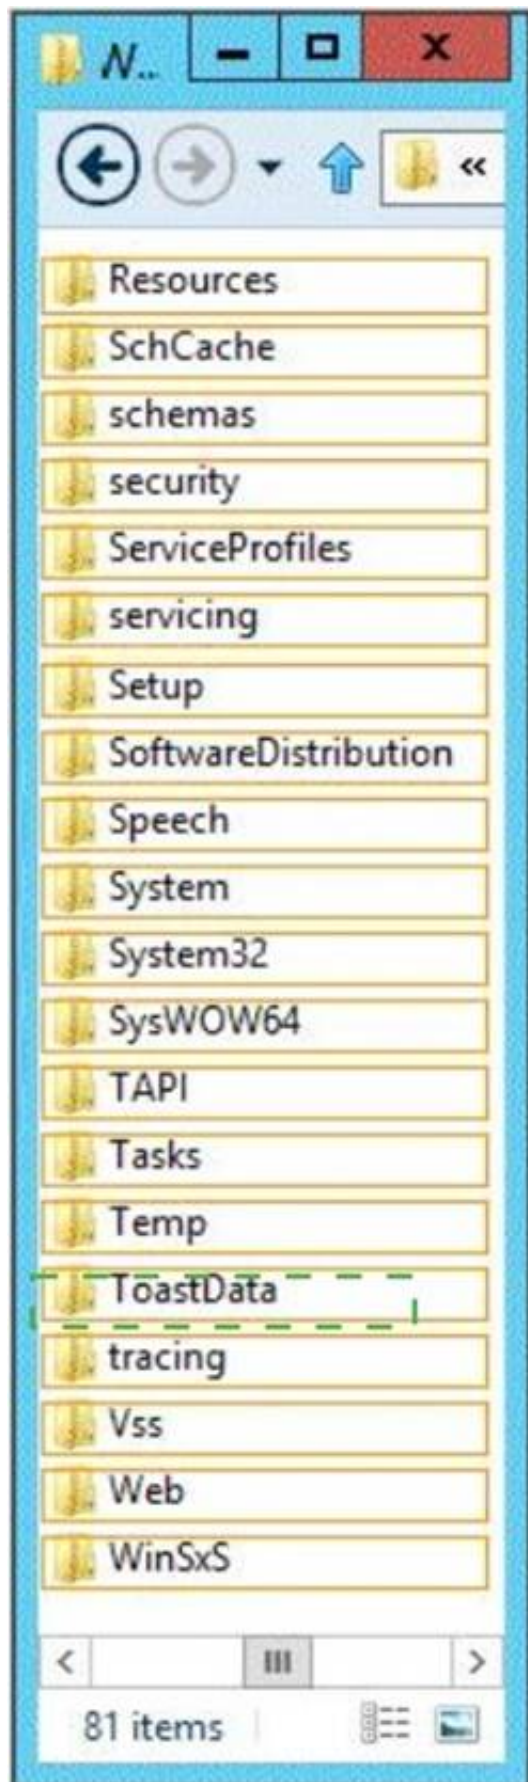 N...
«
Resources
SchCache
schemas
security
ServiceProfiles
servicing
Setup
SoftwareDistribution
Speech
System
System32
SysWOW64
TAPI
Tasks
Temp
ToastData
tracing
Vss
Web
WinSxS
81 items